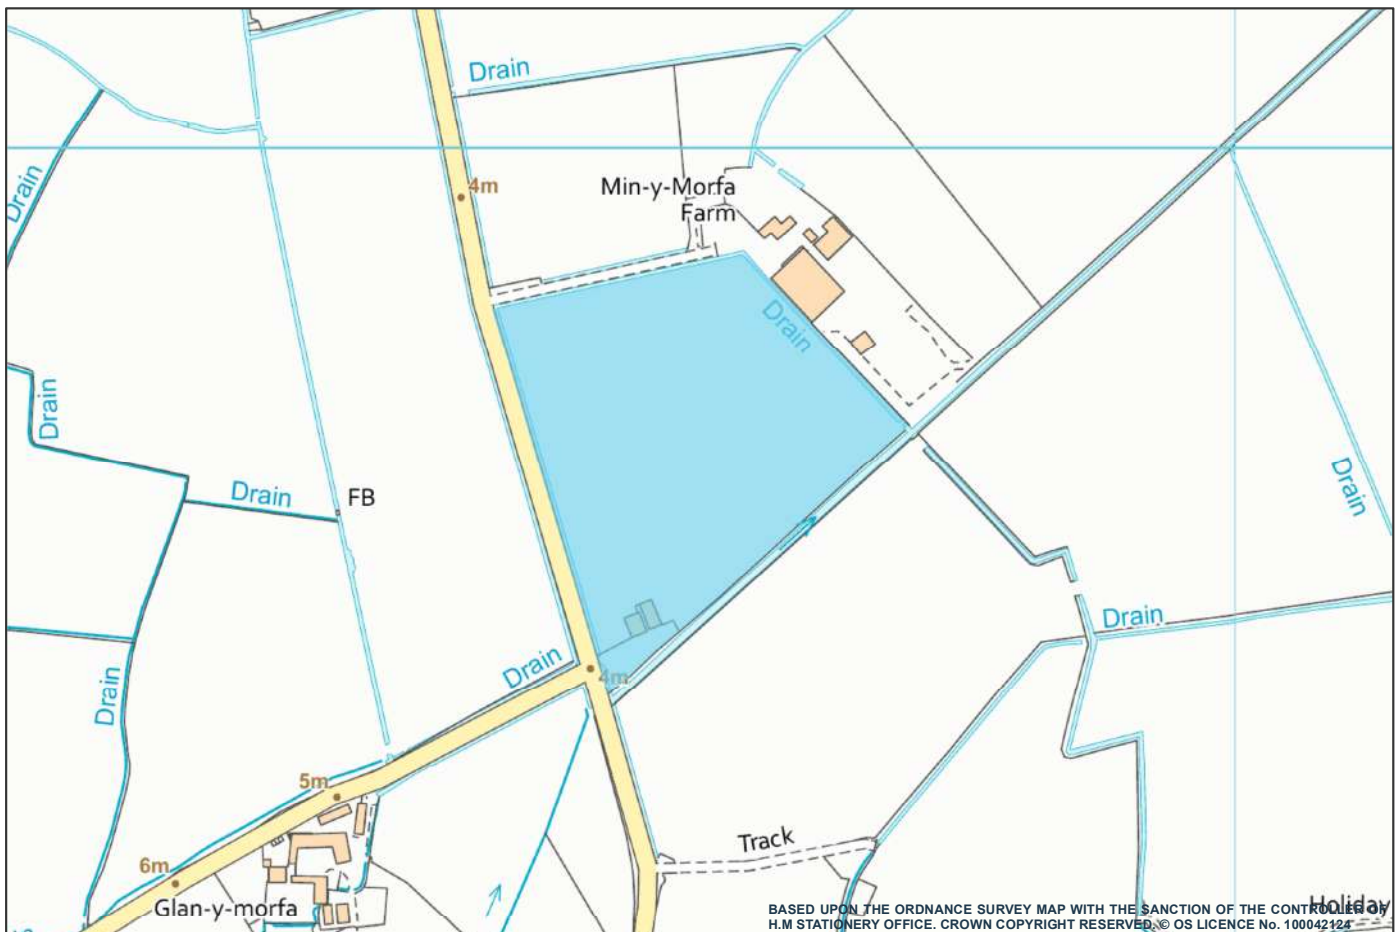 Drain
Drain
4m
Min-y-Morfa
Farm
Drain
Drain
Drain
FB
Drain
Drain
Drain
Drain
4m
5m
Track
6m
Glan-y-morfa
Holiday
BASED UPON THE ORDNANCE SURVEY MAP WITH THE SANCTION OF THE CONTROLLER OF
H.M STATIONERY OFFICE. CROWN COPYRIGHT RESERVED. © OS LICENCE No. 100042124